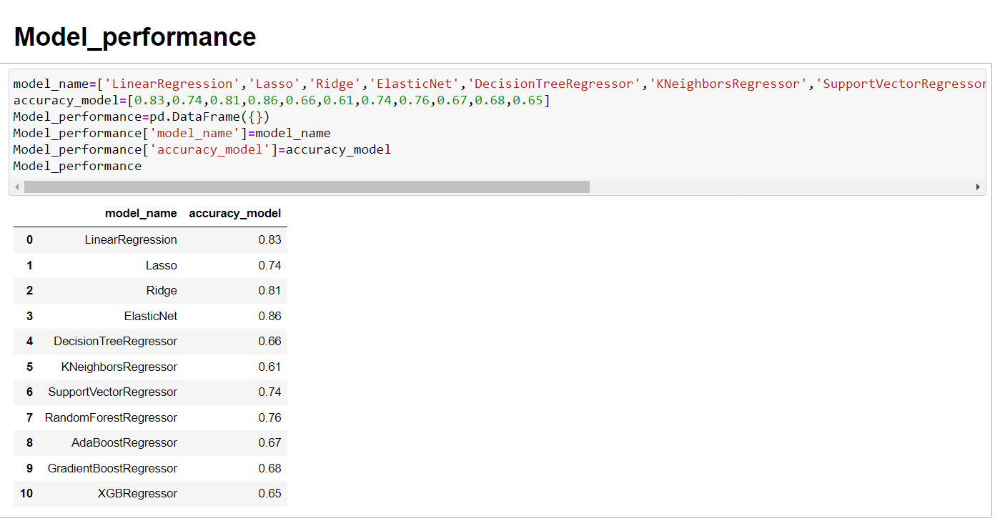 Model_performance
model_name=['LinearRegression','Lasso','Ridge','ElasticNet','DecisionTreeRegressor','KNeighborsRegressor','SupportVectorRegressor
accuracy_model=[0.83,0.74,0.81,0.86,0.66,0.61,0.74,0.76,0.67,0.68,0.65]
Model_performance=pd.DataFrame({})
Model_performance['model_name']=model_name
Model_performance['accuracy_model']=accuracy_model
Model_performance
model_name accuracy_model
0 LinearRegression 0.83
1 Lasso 0.74
2 Ridge 0.81
3 ElasticNet 0.86
4 DecisionTreeRegressor 0.66
5 KNeighborsRegressor 0.61
6 SupportVectorRegressor 0.74
7 RandomForestRegressor 0.76
8 AdaBoostRegressor 0.67
9 GradientBoostRegressor 0.68
10 XGBRegressor 0.65